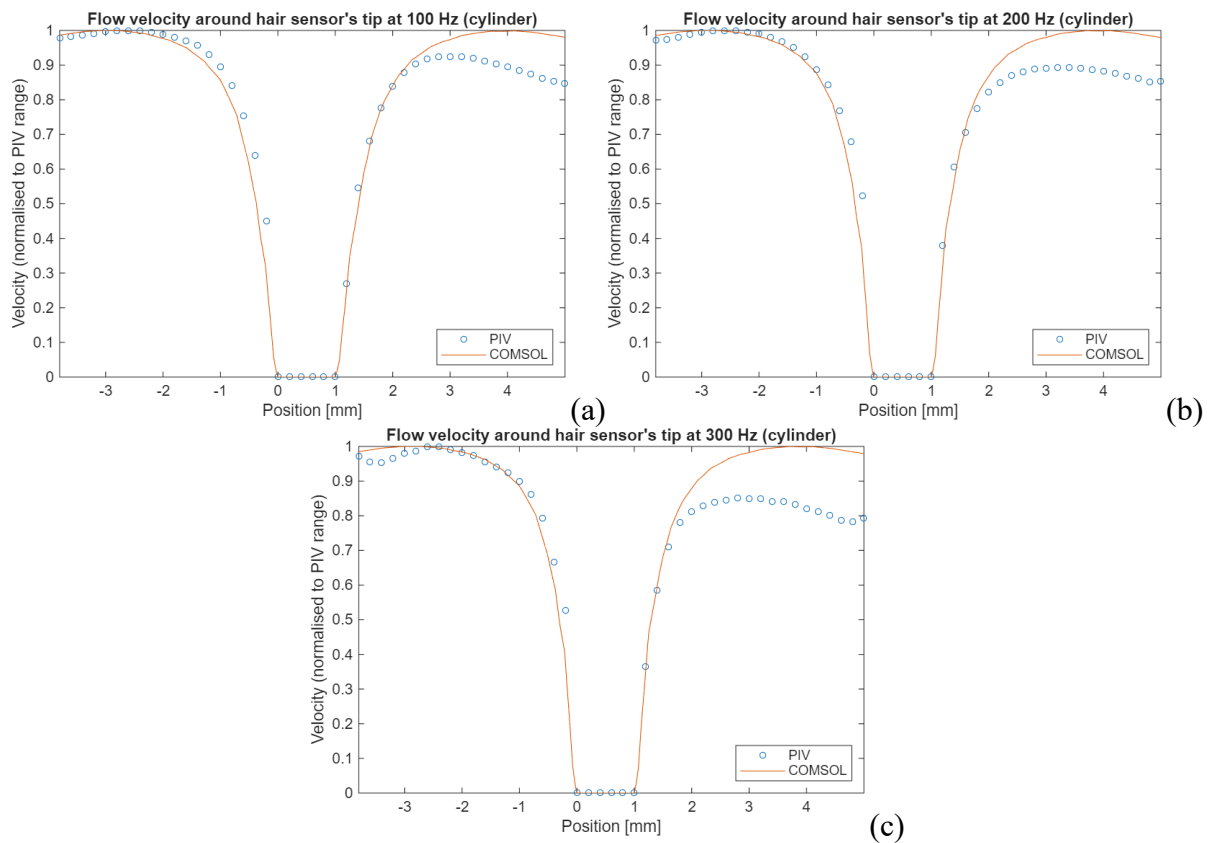 Flow velocity around hair sensor's tip at 100 Hz (cylinder)
1
0.9
0.8
0.7
0.6
0.5
0.4
0.3
0.2
0.1
0
Velocity (normalised to PIV range)
PIV
COMSOL
-3 -2 -1 0 1 2 3 4
Position [mm]
(a)
Flow velocity around hair sensor's tip at 200 Hz (cylinder)
1
0.9
0.8
0.7
0.6
0.5
0.4
0.3
0.2
0.1
0
Velocity (normalised to PIV range)
PIV
COMSOL
-3 -2 -1 0 1 2 3 4 5
Position [mm]
(b)
Flow velocity around hair sensor's tip at 300 Hz (cylinder)
1
0.9
0.8
0.7
0.6
0.5
0.4
0.3
0.2
0.1
0
Velocity (normalised to PIV range)
PIV
COMSOL
-3 -2 -1 0 1 2 3 4 5
Position [mm]
(c)